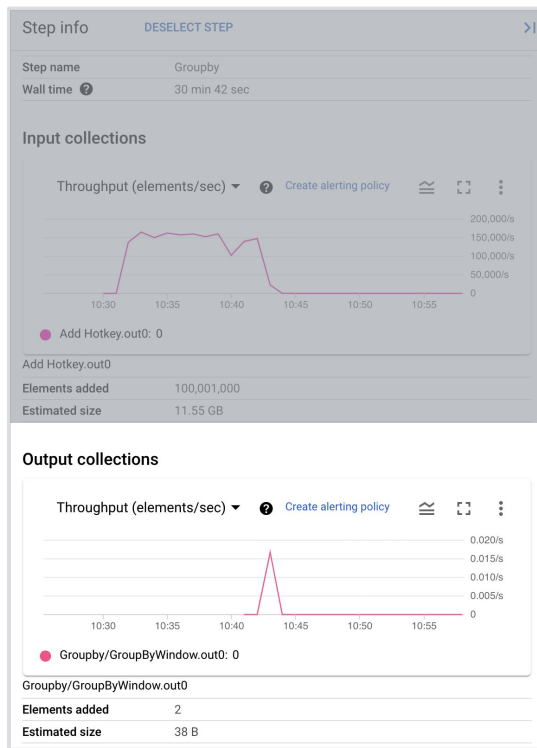 Step info DESELECT STEP
Step name Groupby
Wall time ? 30 min 42 sec
Input collections
Throughput (elements/sec) ? Create alerting policy
200,000/s
150,000/s
100,000/s
50,000/s
0
10:30 10:35 10:40 10:45 10:50 10:55
Add Hotkey.out0: 0
Add Hotkey.out0
Elements added 100,001,000
Estimated size 11.55 GB
Output collections
Throughput (elements/sec) ? Create alerting policy
0.020/s
0.015/s
0.010/s
0.005/s
0
10:30 10:35 10:40 10:45 10:50 10:55
Groupby/GroupByWindow.out0: 0
Groupby/GroupByWindow.out0
Elements added 2
Estimated size 38 B